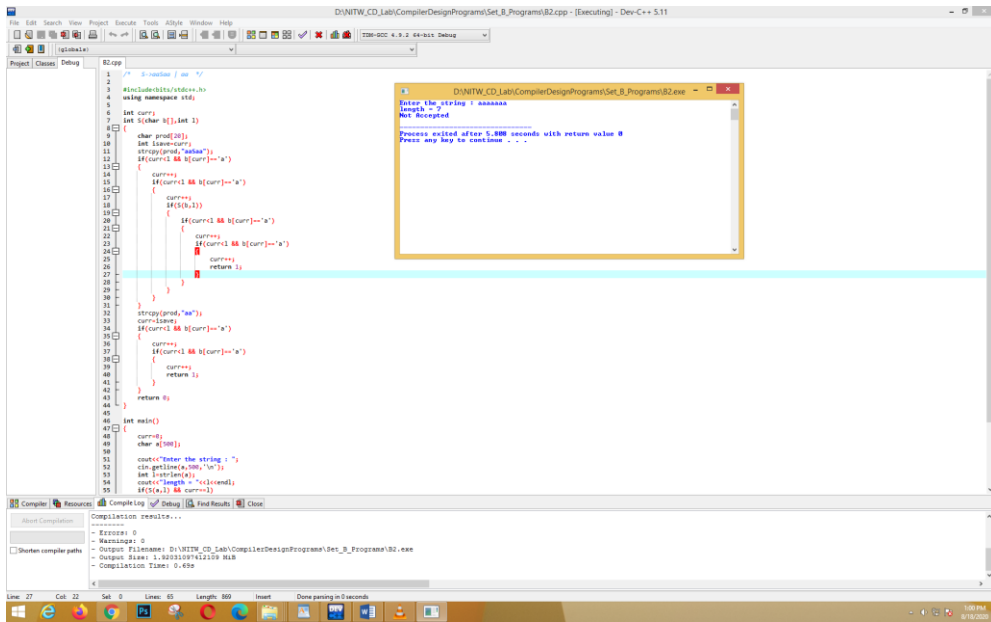 D:\NITW_CD_Lab\CompilerDesignPrograms\Set_B_Programs\B2.cpp - [Executing] - Dev-C++ 5.11
File Edit Search View Project Execute Tools AStyle Window Help
TDM-GCC 4.9.2 64-bit Debug
(globals)
Project Classes Debug B2.cpp
1 /* S->aaSaa | aa */
2
3 #include<bits/stdc++.h>
4 using namespace std;
5
6 int curr;
7 int S(char b[],int l)
8 {
9 char prod[20];
10 int isave=curr;
11 strcpy(prod,"aaSaa");
12 if(curr<l && b[curr]=='a')
13 {
14 curr++;
15 if(curr<l && b[curr]=='a')
16 {
17 curr++;
18 if(S(b,l))
19 {
20 if(curr<l && b[curr]=='a')
21 {
22 curr++;
23 if(curr<l && b[curr]=='a')
24 {
25 curr++;
26 return 1;
27 }
28 }
29 }
30 }
31 }
32 strcpy(prod,"aa");
33 curr=isave;
34 if(curr<l && b[curr]=='a')
35 {
36 curr++;
37 if(curr<l && b[curr]=='a')
38 {
39 curr++;
40 return 1;
41 }
42 }
43 return 0;
44 }
45
46 int main()
47 {
48 curr=0;
49 char a[500];
50
51 cout<<"Enter the string : ";
52 cin.getline(a,500,'\n');
53 int l=strlen(a);
54 cout<<"length = "<<l<<endl;
55 if(S(a,l) && curr==l)
D:\NITW_CD_Lab\CompilerDesignPrograms\Set_B_Programs\B2.exe
Enter the string : aaaaaaa
length = 7
Not Accepted
--------------------------------
Process exited after 5.808 seconds with return value 0
Press any key to continue . . .
Compiler Resources Compile Log Debug Find Results Close
Abort Compilation
Shorten compiler paths
Compilation results...
--------
- Errors: 0
- Warnings: 0
- Output Filename: D:\NITW_CD_Lab\CompilerDesignPrograms\Set_B_Programs\B2.exe
- Output Size: 1.82031097412109 MiB
- Compilation Time: 0.69s
Line: 27 Col: 22 Sel: 0 Lines: 65 Length: 869 Insert Done parsing in 0 seconds
Ps
1:00 PM
8/18/2020